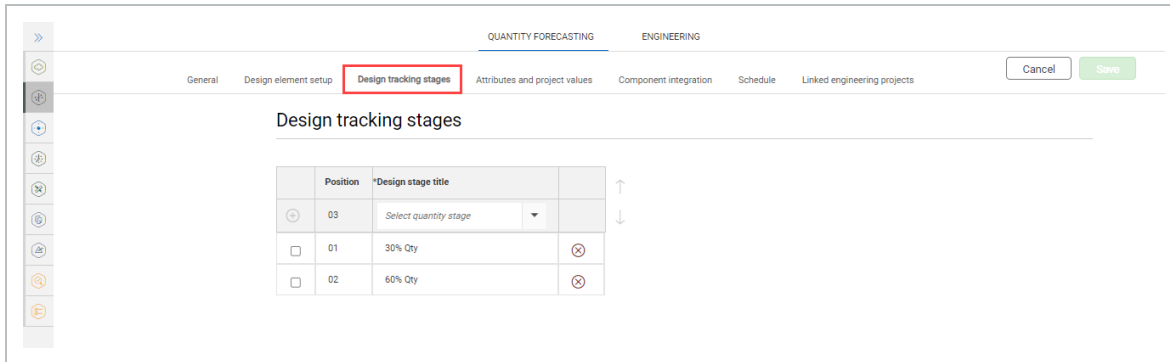 QUANTITY FORECASTING ENGINEERING
General Design element setup Design tracking stages Attributes and project values Component integration Schedule Linked engineering projects Cancel Save
Design tracking stages
Position *Design stage title
03 Select quantity stage
01 30% Qty
02 60% Qty